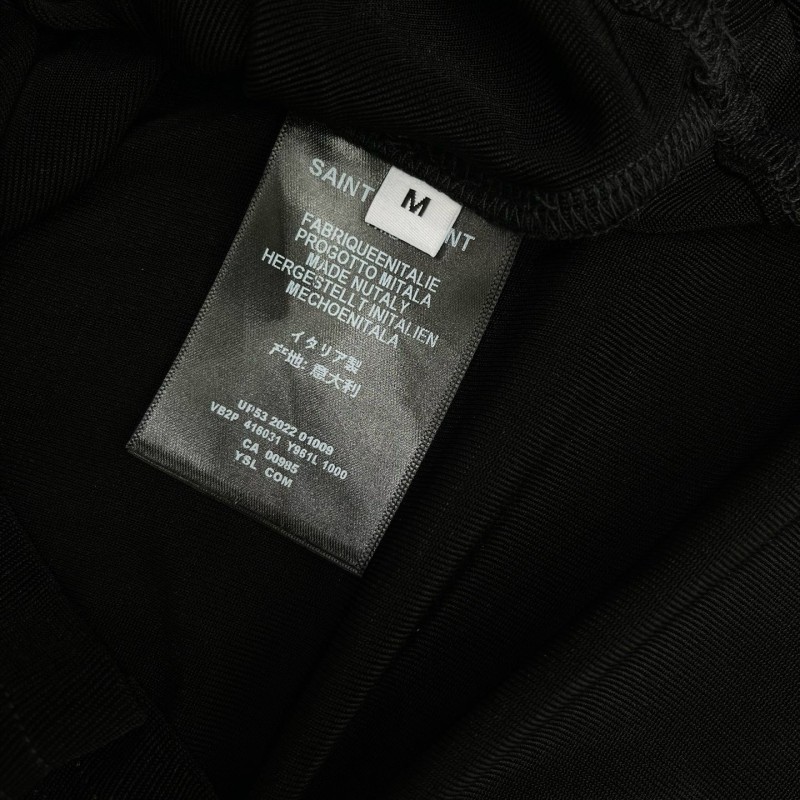 SAINT
M
NT
FABRIQUEENITALIE
PROGOTTO MITALA
MADE NUTALY
HERGESTELLT INITALIEN
MECHOENITALA
イタリア製
产地: 意大利
UP53 2022 01009
VB2P 416031 Y961L 1000
CA 00985
YSL COM